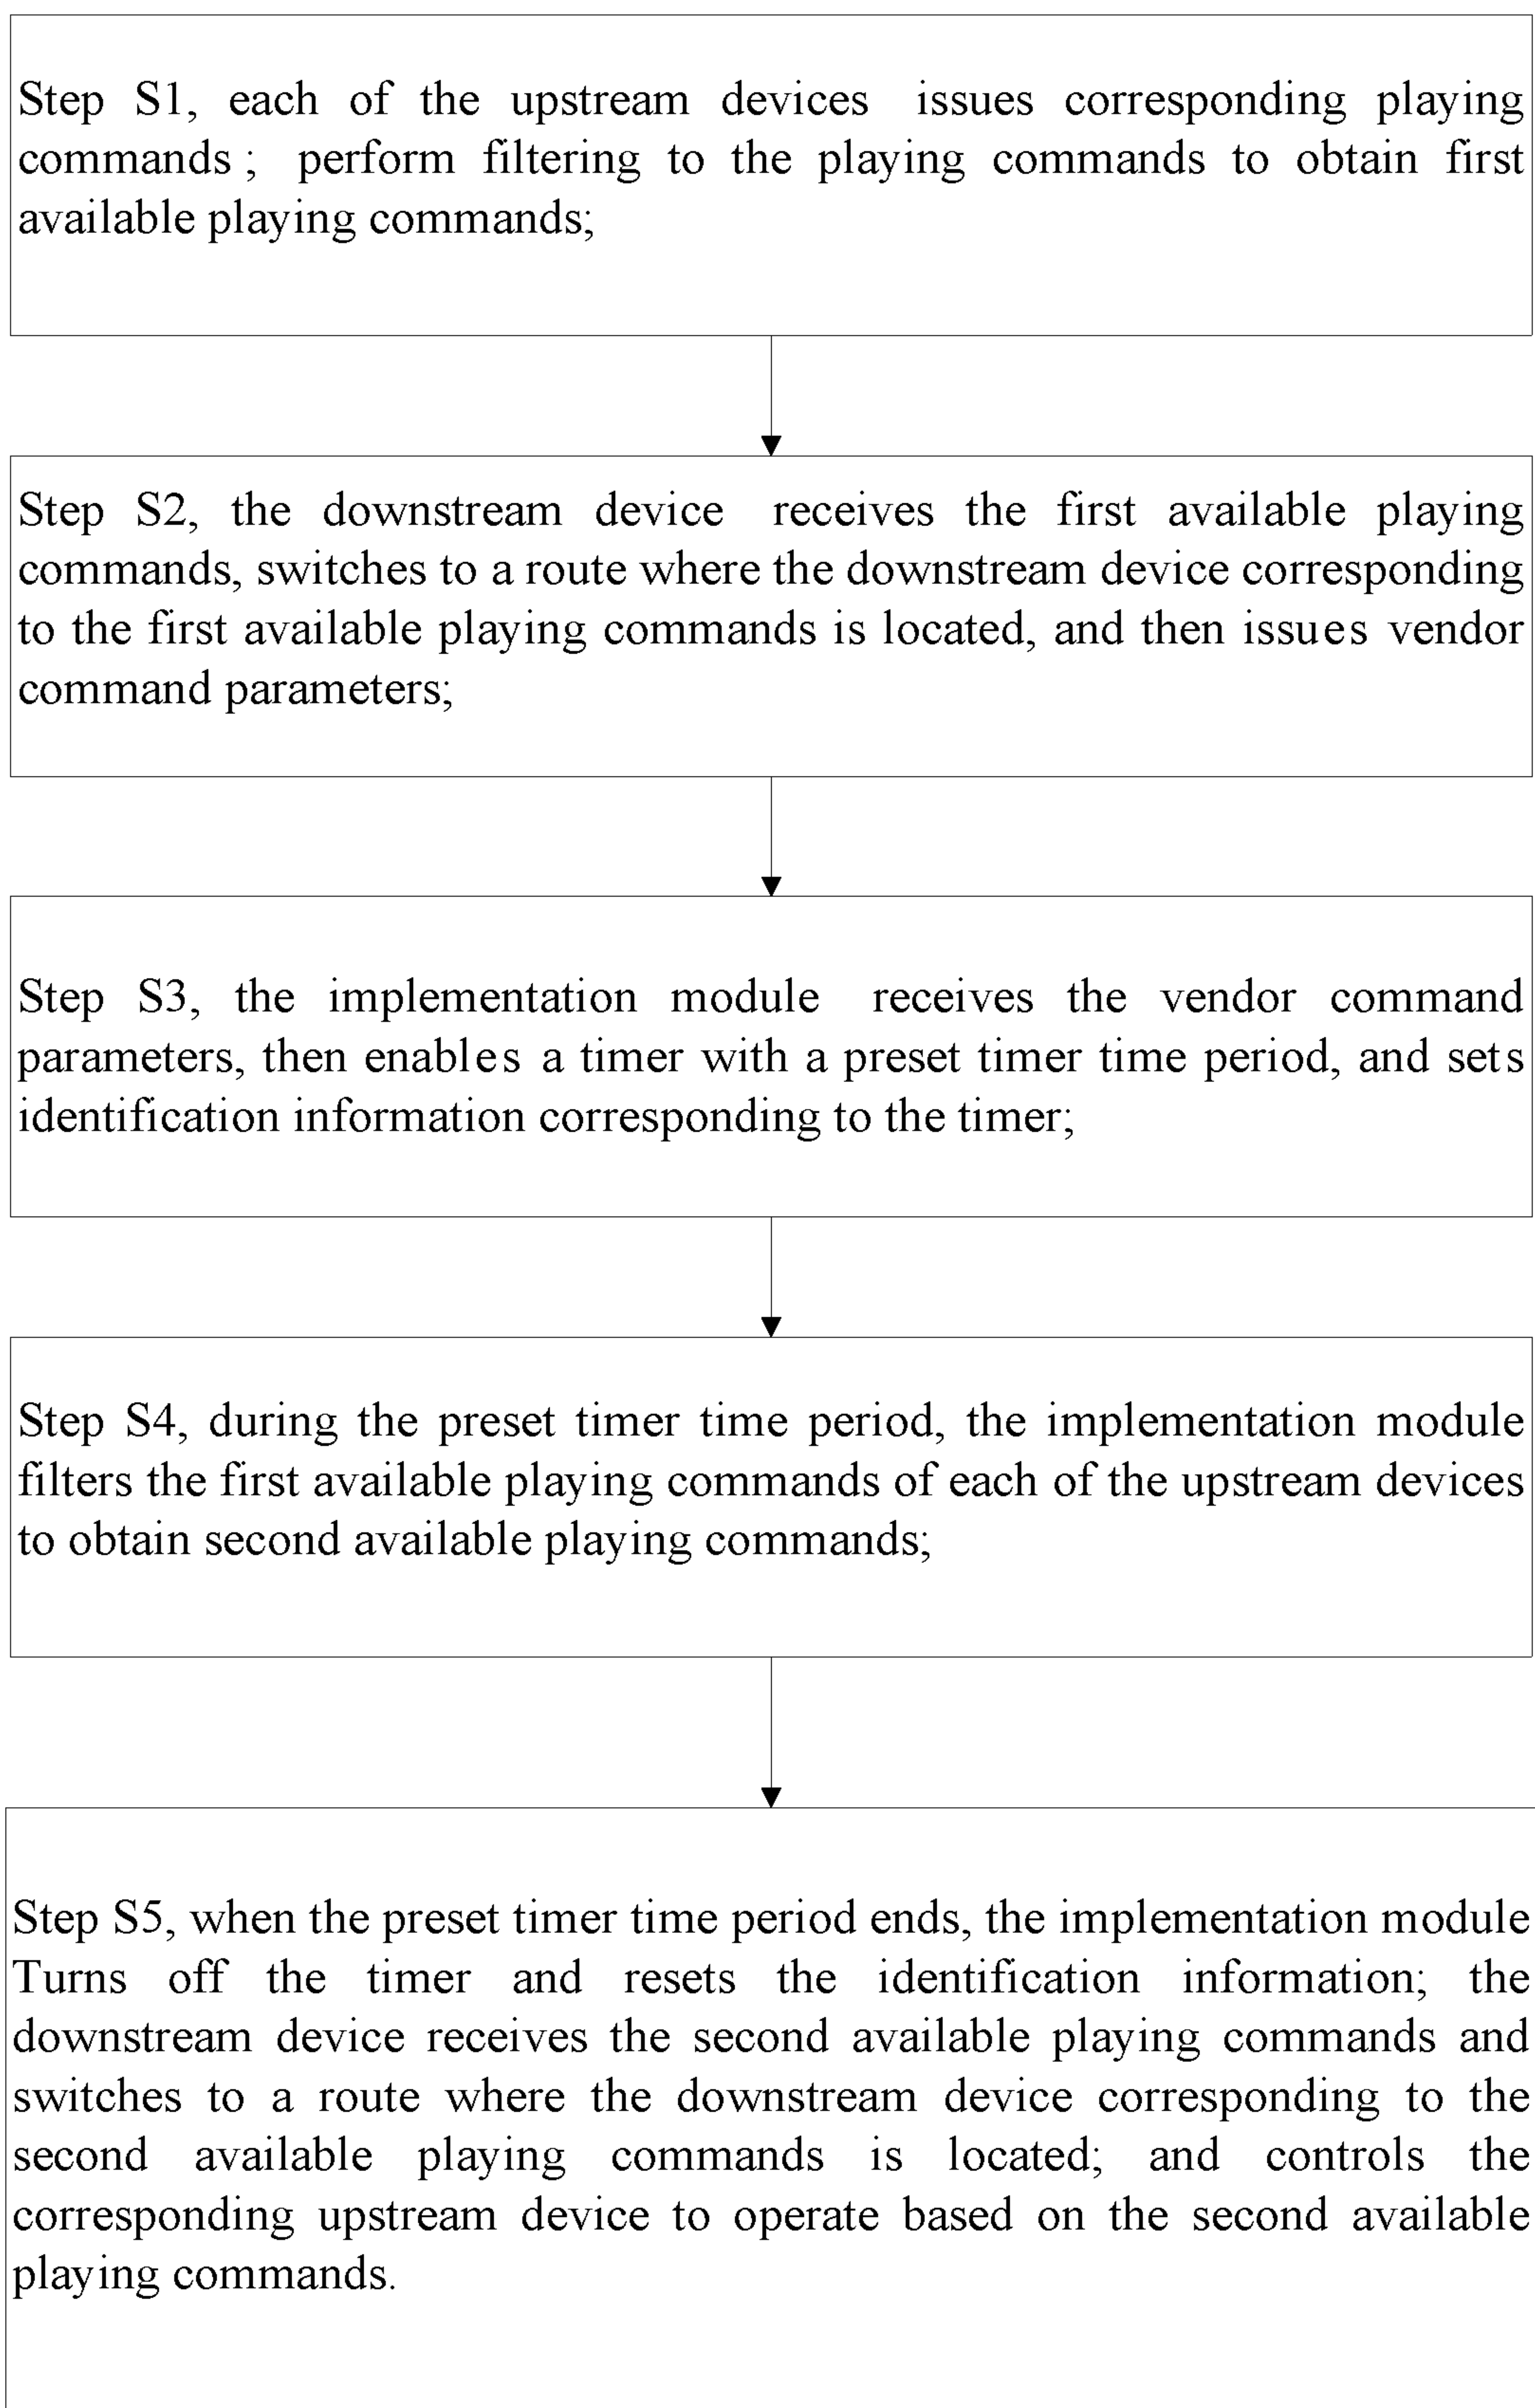 Step S1, each of the upstream devices issues corresponding playing
commands ; perform filtering to the playing commands to obtain first
available playing commands;
Step S2, the downstream device receives the first available playing
commands, switches to a route where the downstream device corresponding
to the first available playing commands is located, and then issues vendor
command parameters;
Step S3, the implementation module receives the vendor command
parameters, then enables a timer with a preset timer time period, and sets
identification information corresponding to the timer;
Step S4, during the preset timer time period, the implementation module
filters the first available playing commands of each of the upstream devices
to obtain second available playing commands;
Step S5, when the preset timer time period ends, the implementation module
Turns off the timer and resets the identification information; the
downstream device receives the second available playing commands and
switches to a route where the downstream device corresponding to the
second available playing commands is located; and controls the
corresponding upstream device to operate based on the second available
playing commands.